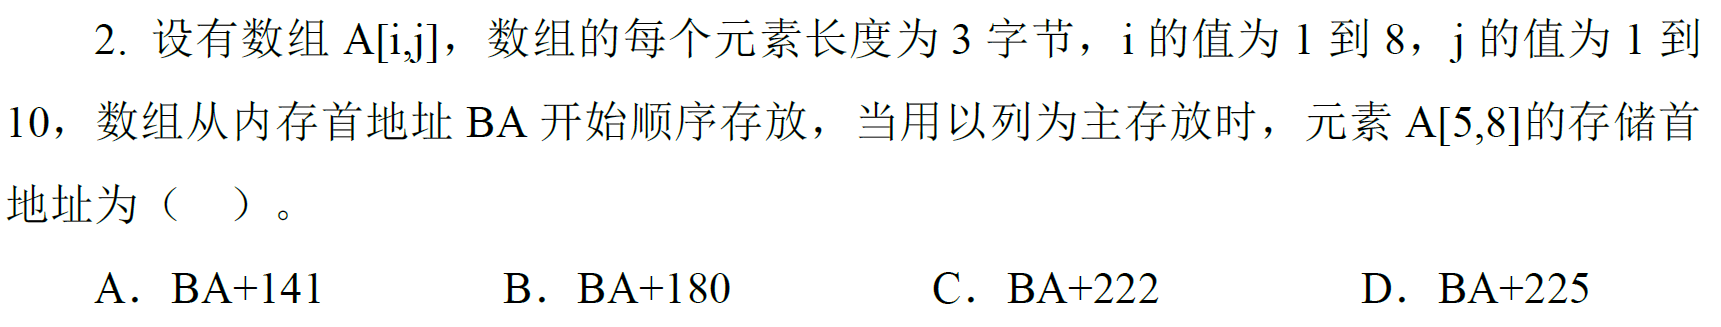 2. 设有数组 A[i,j]，数组的每个元素长度为 3 字节，i 的值为 1 到 8，j 的值为 1 到
10，数组从内存首地址 BA 开始顺序存放，当用以列为主存放时，元素 A[5,8]的存储首
地址为（ ）。
A．BA+141 B．BA+180 C．BA+222 D．BA+225